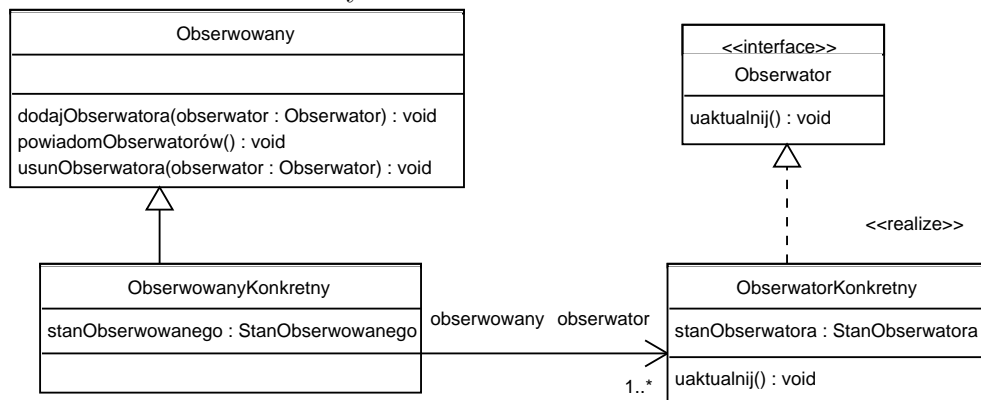 Obserwowany
dodajObserwatora(obserwator : Obserwator) : void
powiadomObserwatorów() : void
usunObserwatora(obserwator : Obserwator) : void
<<interface>>
Obserwator
uaktualnij() : void
<<realize>>
ObserwowanyKonkretny
stanObserwowanego : StanObserwowanego
obserwowany obserwator
1..*
ObserwatorKonkretny
stanObserwatora : StanObserwatora
uaktualnij() : void